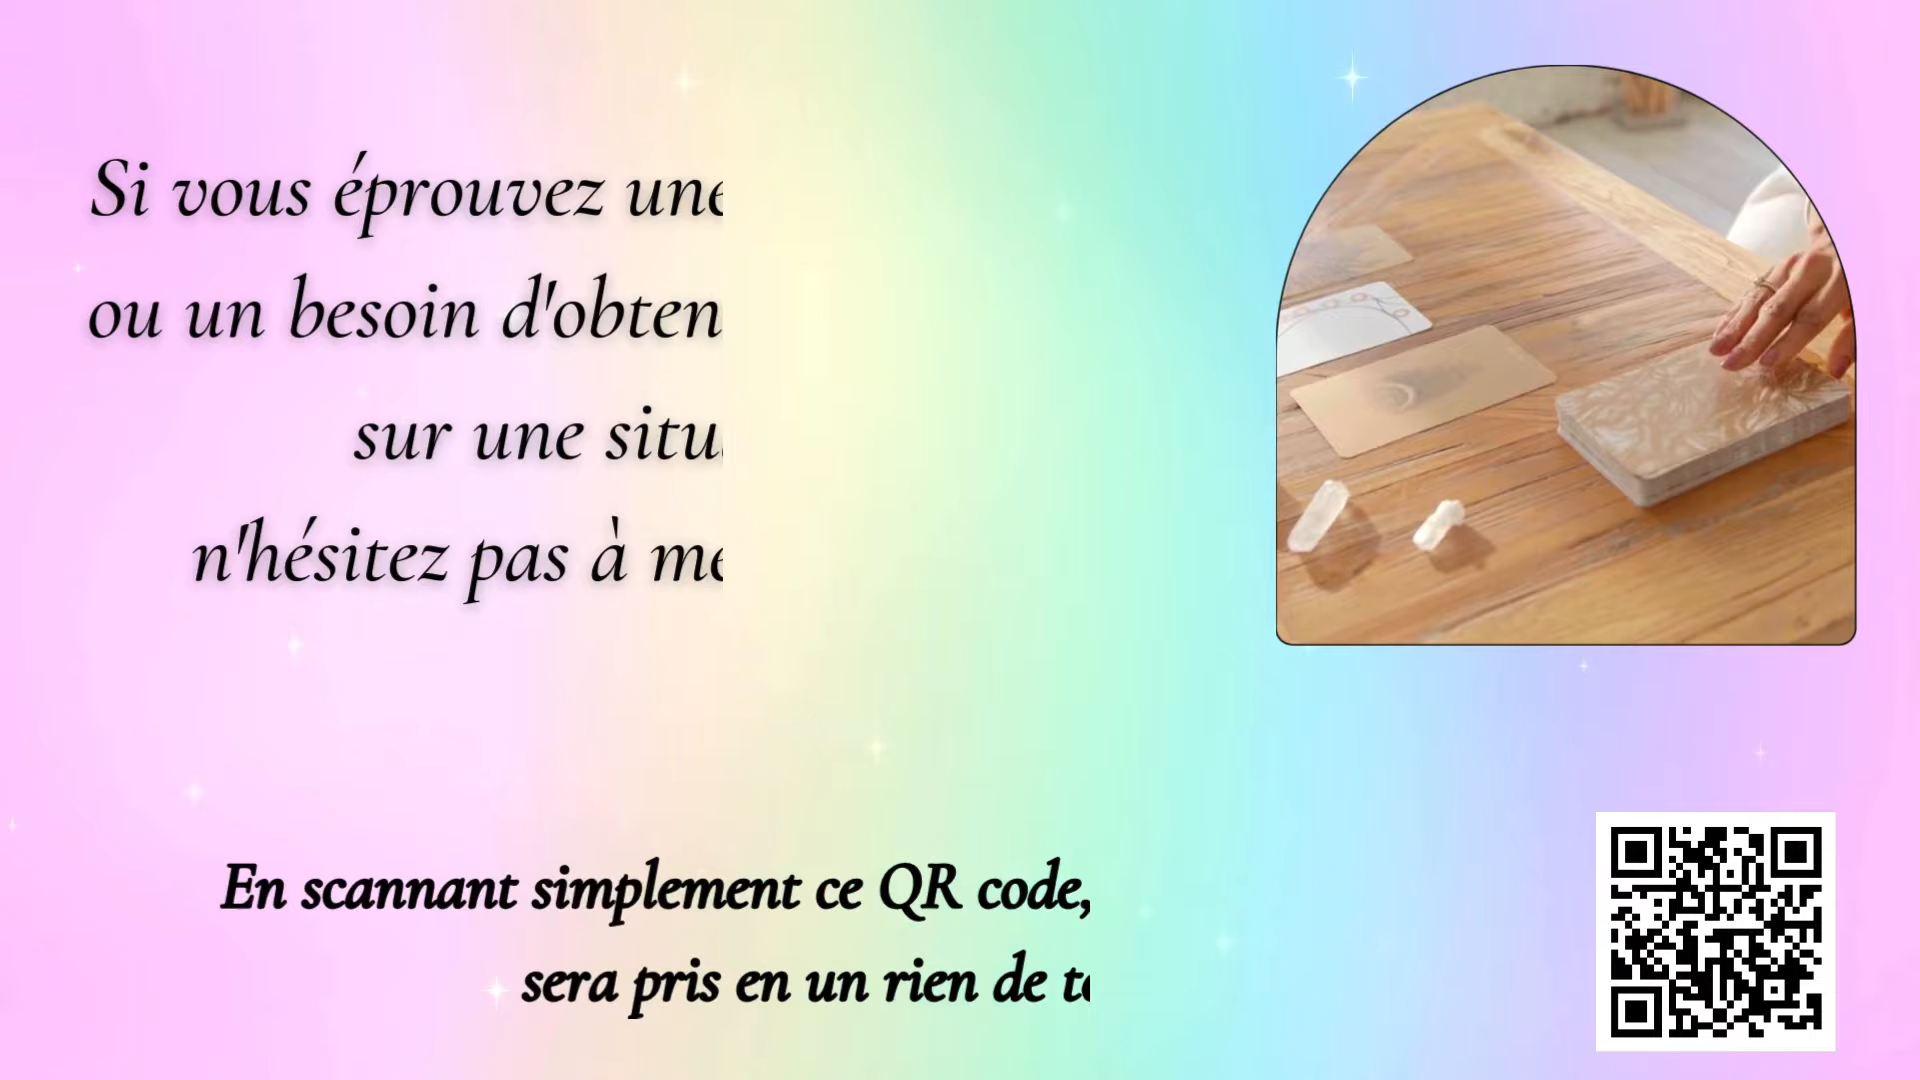 Si vous éprouvez une
ou un besoin d'obten
sur une situ
n'hésitez pas à me
En scannant simplement ce QR code,
sera pris en un rien de te